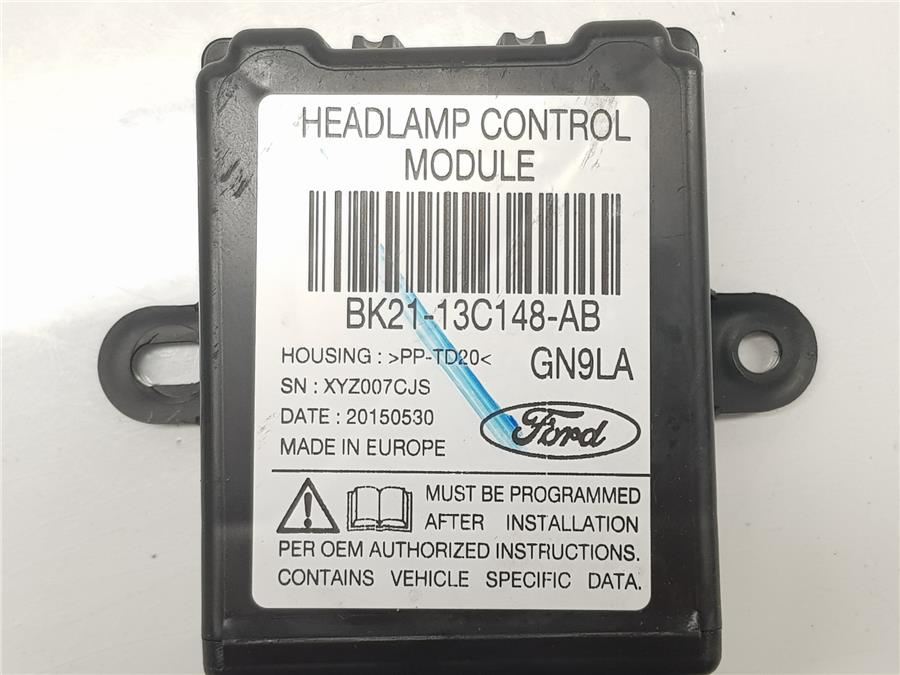 HEADLAMP CONTROL
MODULE
BK21-13C148-AB
HOUSING : >PP-TD20<
GN9LA
SN : XYZ007CJS
DATE : 20150530
Ford
MADE IN EUROPE
MUST BE PROGRAMMED
AFTER INSTALLATION
PER OEM AUTHORIZED INSTRUCTIONS.
CONTAINS VEHICLE SPECIFIC DATA.